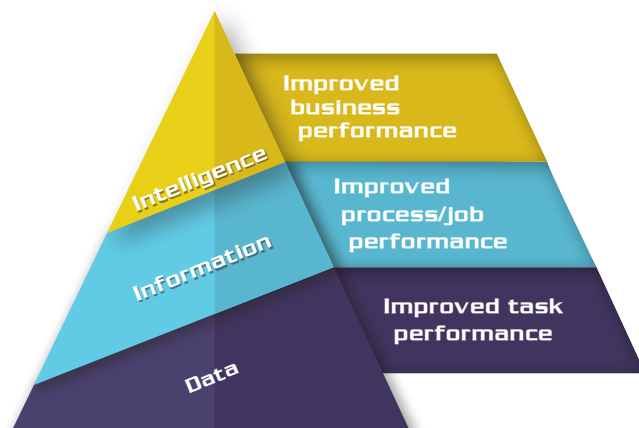 Intelligence
Improved
business
performance
Information
Improved
process/job
performance
Data
Improved task
performance